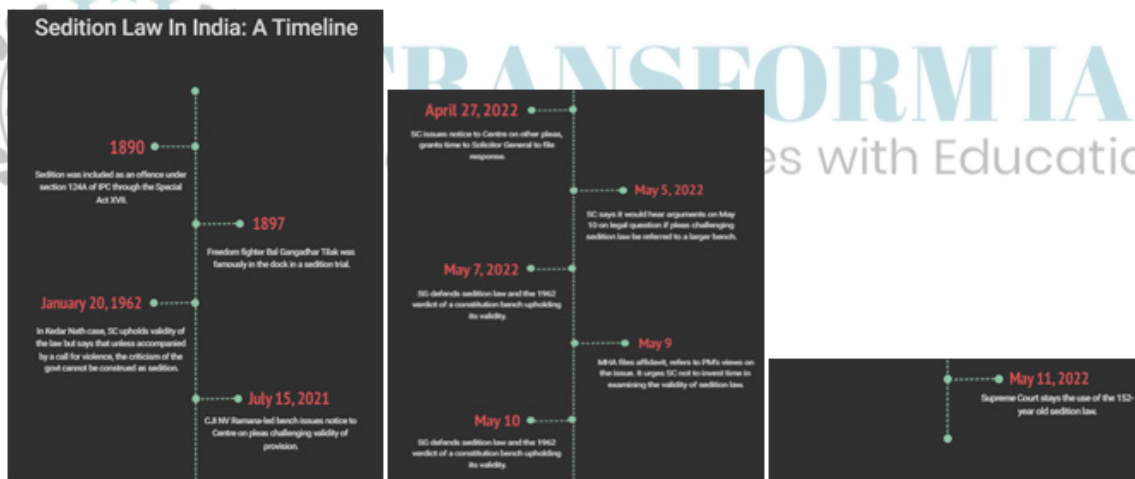 Sedition Law In India: A Timeline
1890
Sedition was included as an offence under
section 124A of IPC through the Special
Act XVII.
1897
Freedom fighter Bal Gangadhar Tilak was
famously in the dock in a sedition trial.
January 20, 1962
In Kedar Nath case, SC upholds validity of
the law but says that unless accompanied
by a call for violence, the criticism of the
govt cannot be construed as sedition.
July 15, 2021
CJI NV Ramana-led bench issues notice to
Centre on pleas challenging validity of
provision.
April 27, 2022
SC issues notice to Centre on other pleas,
grants time to Solicitor General to file
response.
May 5, 2022
SC says it would hear arguments on May
10 on legal question if pleas challenging
sedition law be referred to a larger bench.
May 7, 2022
SG defends sedition law and the 1962
verdict of a constitution bench upholding
its validity.
May 9
MHA files affidavit, refers to PM's views on
the issue. It urges SC not to invest time in
examining the validity of sedition law.
May 10
SG defends sedition law and the 1962
verdict of a constitution bench upholding
its validity.
May 11, 2022
Supreme Court stays the use of the 152-
year old sedition law.
TRANSFORM IA
es with Educatio